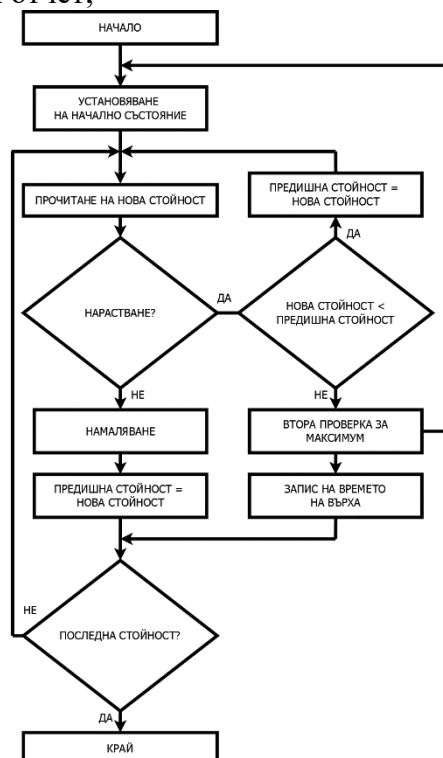 НАЧАЛО
УСТАНОВЯВАНЕ
НА НАЧАЛНО СЪСТОЯНИЕ
ПРОЧИТАНЕ НА НОВА СТОЙНОСТ
ПРЕДИШНА СТОЙНОСТ =
НОВА СТОЙНОСТ
ДА
НАРАСТВАНЕ?
ДА
НОВА СТОЙНОСТ <
ПРЕДИШНА СТОЙНОСТ
НЕ
НЕ
НАМАЛЯВАНЕ
ВТОРА ПРОВЕРКА ЗА
МАКСИМУМ
ПРЕДИШНА СТОЙНОСТ =
НОВА СТОЙНОСТ
ЗАПИС НА ВРЕМЕТО
НА ВЪРХА
НЕ
ПОСЛЕДНА СТОЙНОСТ?
ДА
КРАЙ